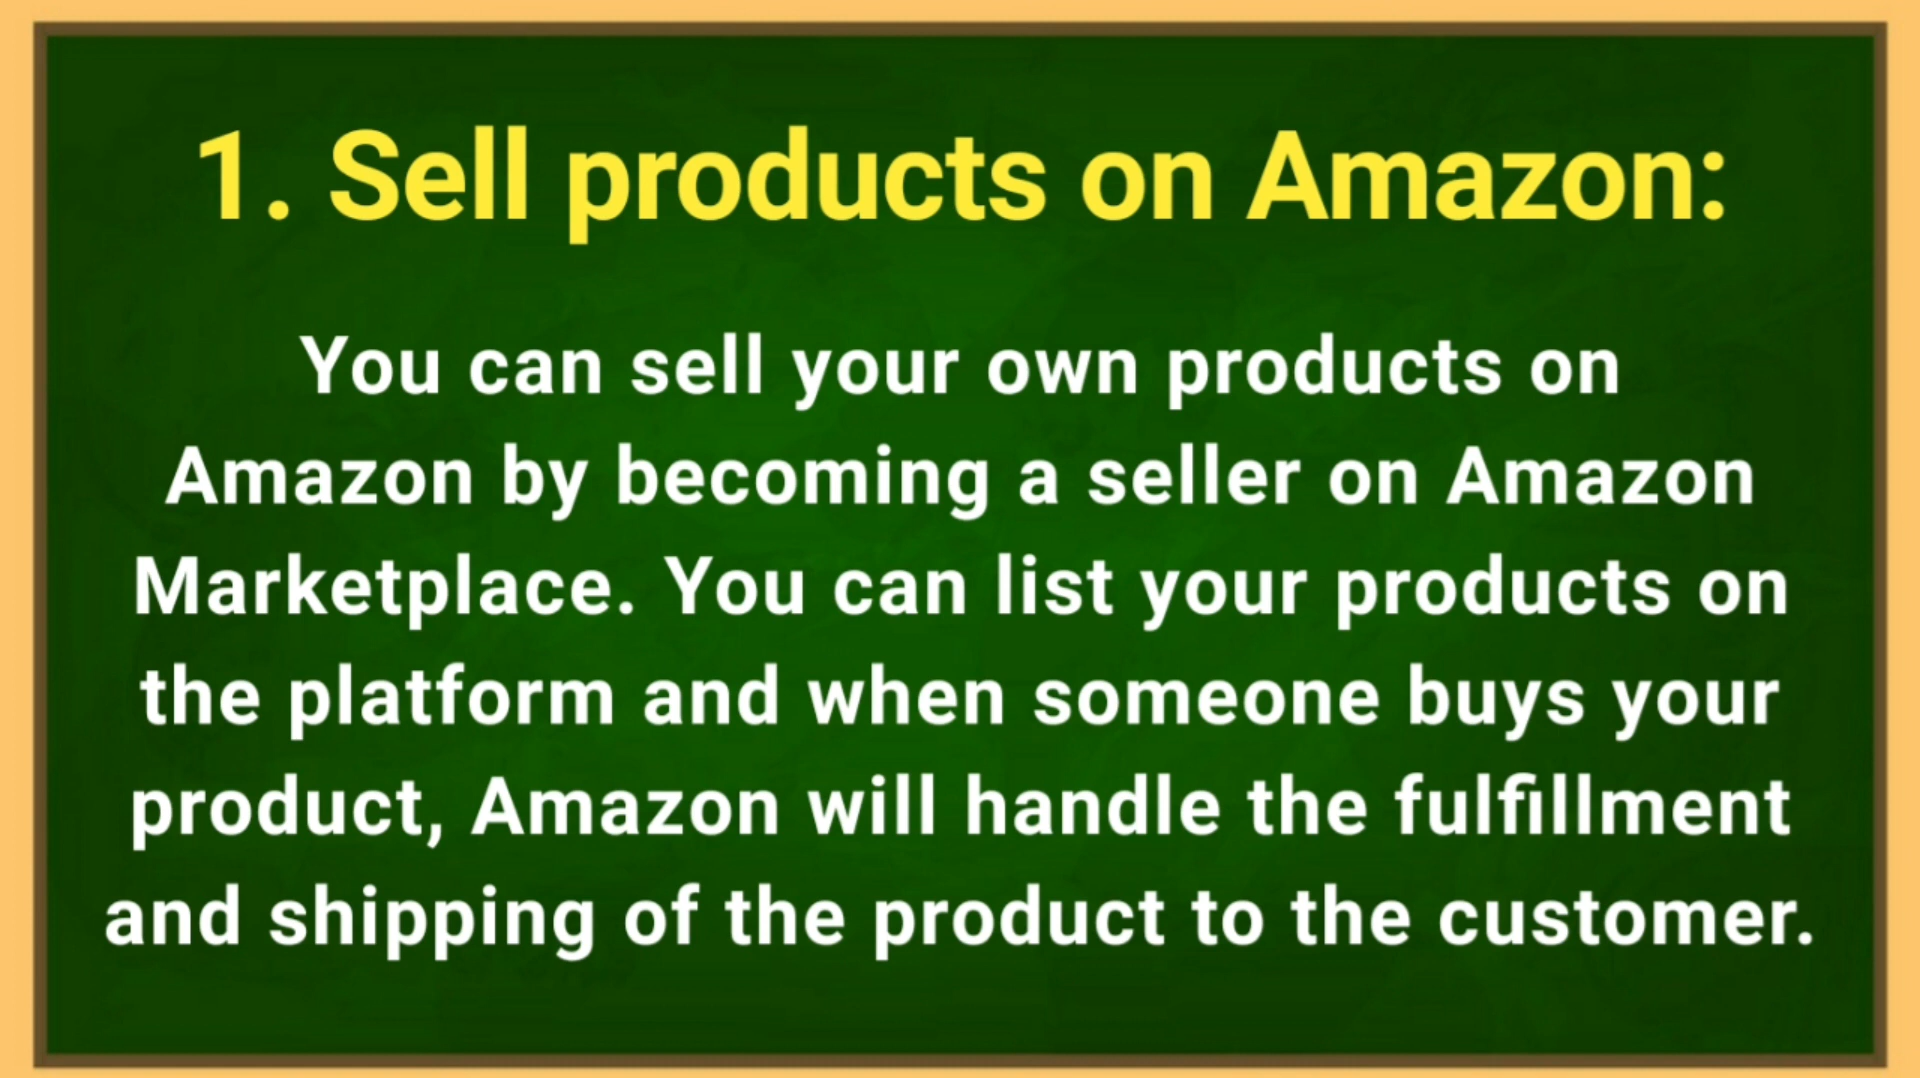 1. Sell products on Amazon:
You can sell your own products on
Amazon by becoming a seller on Amazon
Marketplace. You can list your products on
the platform and when someone buys your
product, Amazon will handle the fulfillment
and shipping of the product to the customer.